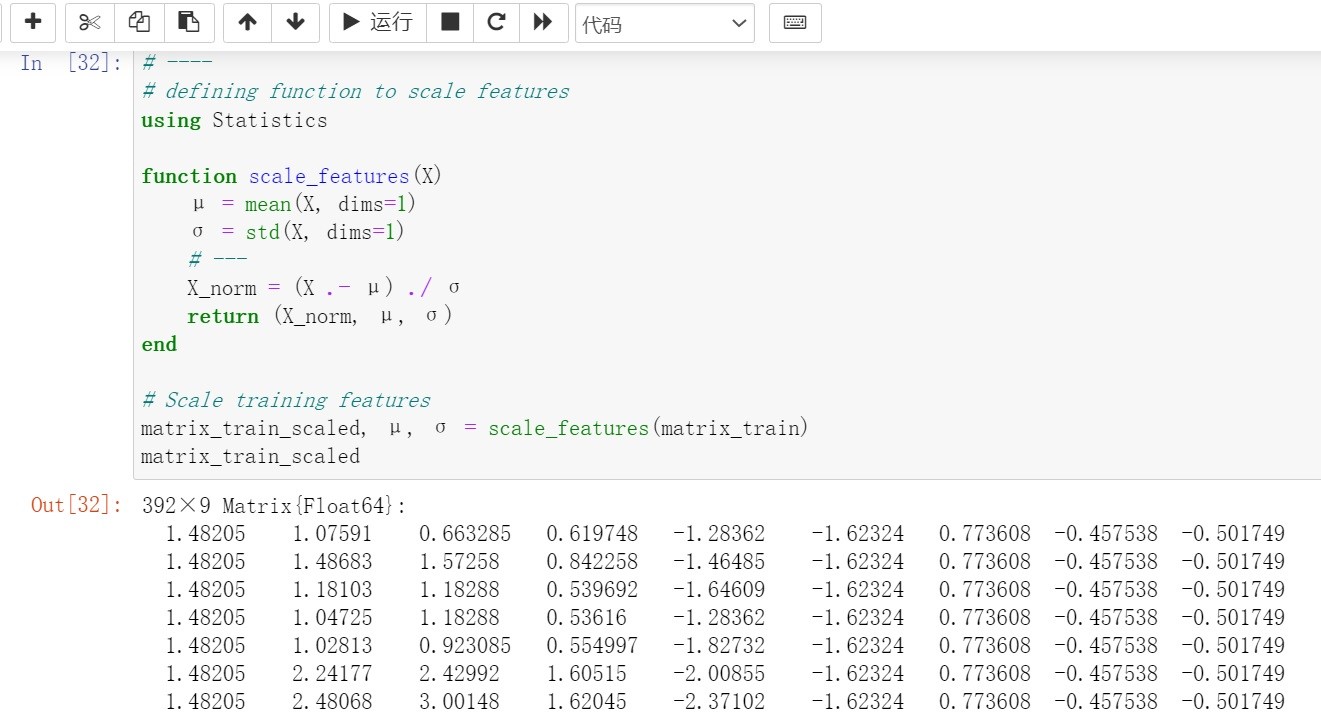 运行
代码
In [32]: # ----
# defining function to scale features
using Statistics
function scale_features(X)
μ = mean(X, dims=1)
σ = std(X, dims=1)
# ---
X_norm = (X .- μ) ./ σ
return (X_norm, μ, σ)
end
# Scale training features
matrix_train_scaled, μ, σ = scale_features(matrix_train)
matrix_train_scaled
Out[32]: 392×9 Matrix{Float64}:
1.48205 1.07591 0.663285 0.619748 -1.28362 -1.62324 0.773608 -0.457538 -0.501749
1.48205 1.48683 1.57258 0.842258 -1.46485 -1.62324 0.773608 -0.457538 -0.501749
1.48205 1.18103 1.18288 0.539692 -1.64609 -1.62324 0.773608 -0.457538 -0.501749
1.48205 1.04725 1.18288 0.53616 -1.28362 -1.62324 0.773608 -0.457538 -0.501749
1.48205 1.02813 0.923085 0.554997 -1.82732 -1.62324 0.773608 -0.457538 -0.501749
1.48205 2.24177 2.42992 1.60515 -2.00855 -1.62324 0.773608 -0.457538 -0.501749
1.48205 2.48068 3.00148 1.62045 -2.37102 -1.62324 0.773608 -0.457538 -0.501749